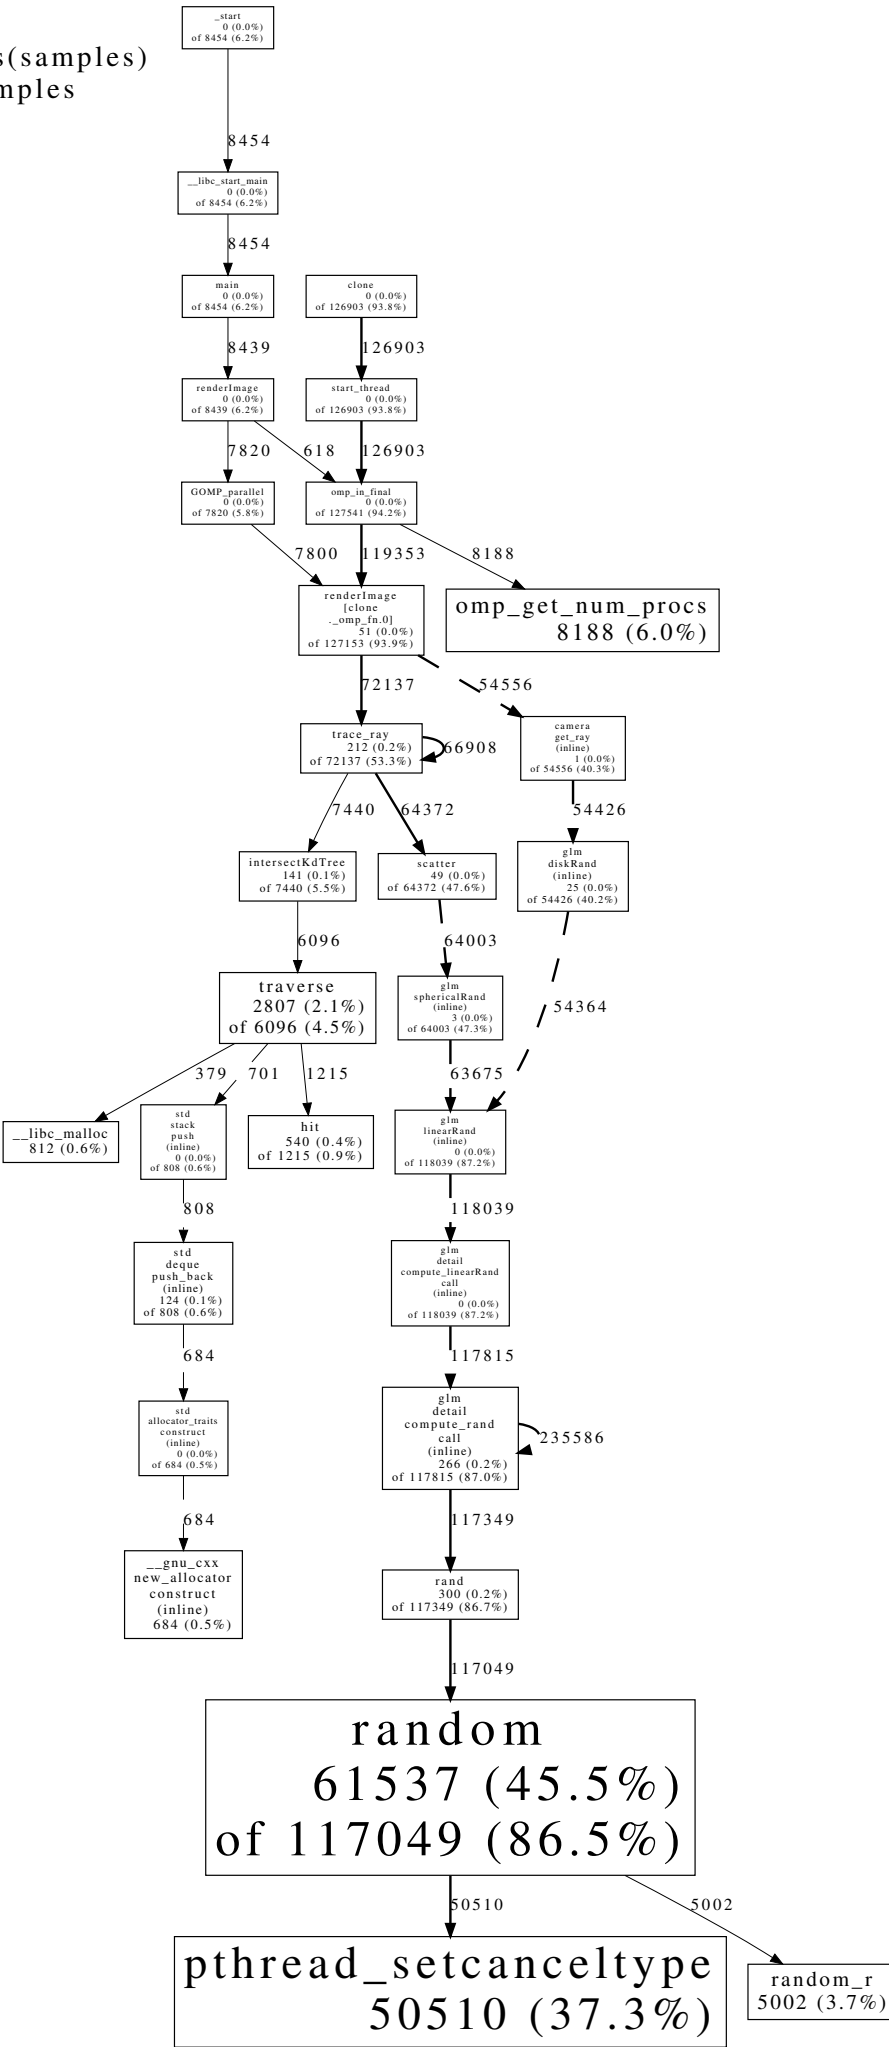 _start
0 (0.0%)
of 8454 (6.2%)
s(samples)
mples
8454
__libc_start_main
0 (0.0%)
of 8454 (6.2%)
8454
main
0 (0.0%)
of 8454 (6.2%)
clone
0 (0.0%)
of 126903 (93.8%)
8439
126903
renderImage
0 (0.0%)
of 8439 (6.2%)
start_thread
0 (0.0%)
of 126903 (93.8%)
7820
618
126903
GOMP_parallel
0 (0.0%)
of 7820 (5.8%)
omp_in_final
0 (0.0%)
of 127541 (94.2%)
7800
119353
8188
renderImage
[clone
._omp_fn.0]
51 (0.0%)
of 127153 (93.9%)
omp_get_num_procs
8188 (6.0%)
72137
54556
trace_ray
212 (0.2%)
of 72137 (53.3%)
66908
camera
get_ray
(inline)
1 (0.0%)
of 54556 (40.3%)
7440
64372
54426
intersectKdTree
141 (0.1%)
of 7440 (5.5%)
scatter
49 (0.0%)
of 64372 (47.6%)
glm
diskRand
(inline)
25 (0.0%)
of 54426 (40.2%)
6096
64003
traverse
2807 (2.1%)
of 6096 (4.5%)
glm
sphericalRand
(inline)
3 (0.0%)
of 64003 (47.3%)
54364
379
701
1215
63675
__libc_malloc
812 (0.6%)
std
stack
push
(inline)
0 (0.0%)
of 808 (0.6%)
hit
540 (0.4%)
of 1215 (0.9%)
glm
linearRand
(inline)
0 (0.0%)
of 118039 (87.2%)
808
118039
std
deque
push_back
(inline)
124 (0.1%)
of 808 (0.6%)
glm
detail
compute_linearRand
call
(inline)
0 (0.0%)
of 118039 (87.2%)
684
117815
std
allocator_traits
construct
(inline)
0 (0.0%)
of 684 (0.5%)
glm
detail
compute_rand
call
(inline)
266 (0.2%)
of 117815 (87.0%)
235586
684
117349
__gnu_cxx
new_allocator
construct
(inline)
684 (0.5%)
rand
300 (0.2%)
of 117349 (86.7%)
117049
random
61537 (45.5%)
of 117049 (86.5%)
50510
5002
pthread_setcanceltype
50510 (37.3%)
random_r
5002 (3.7%)